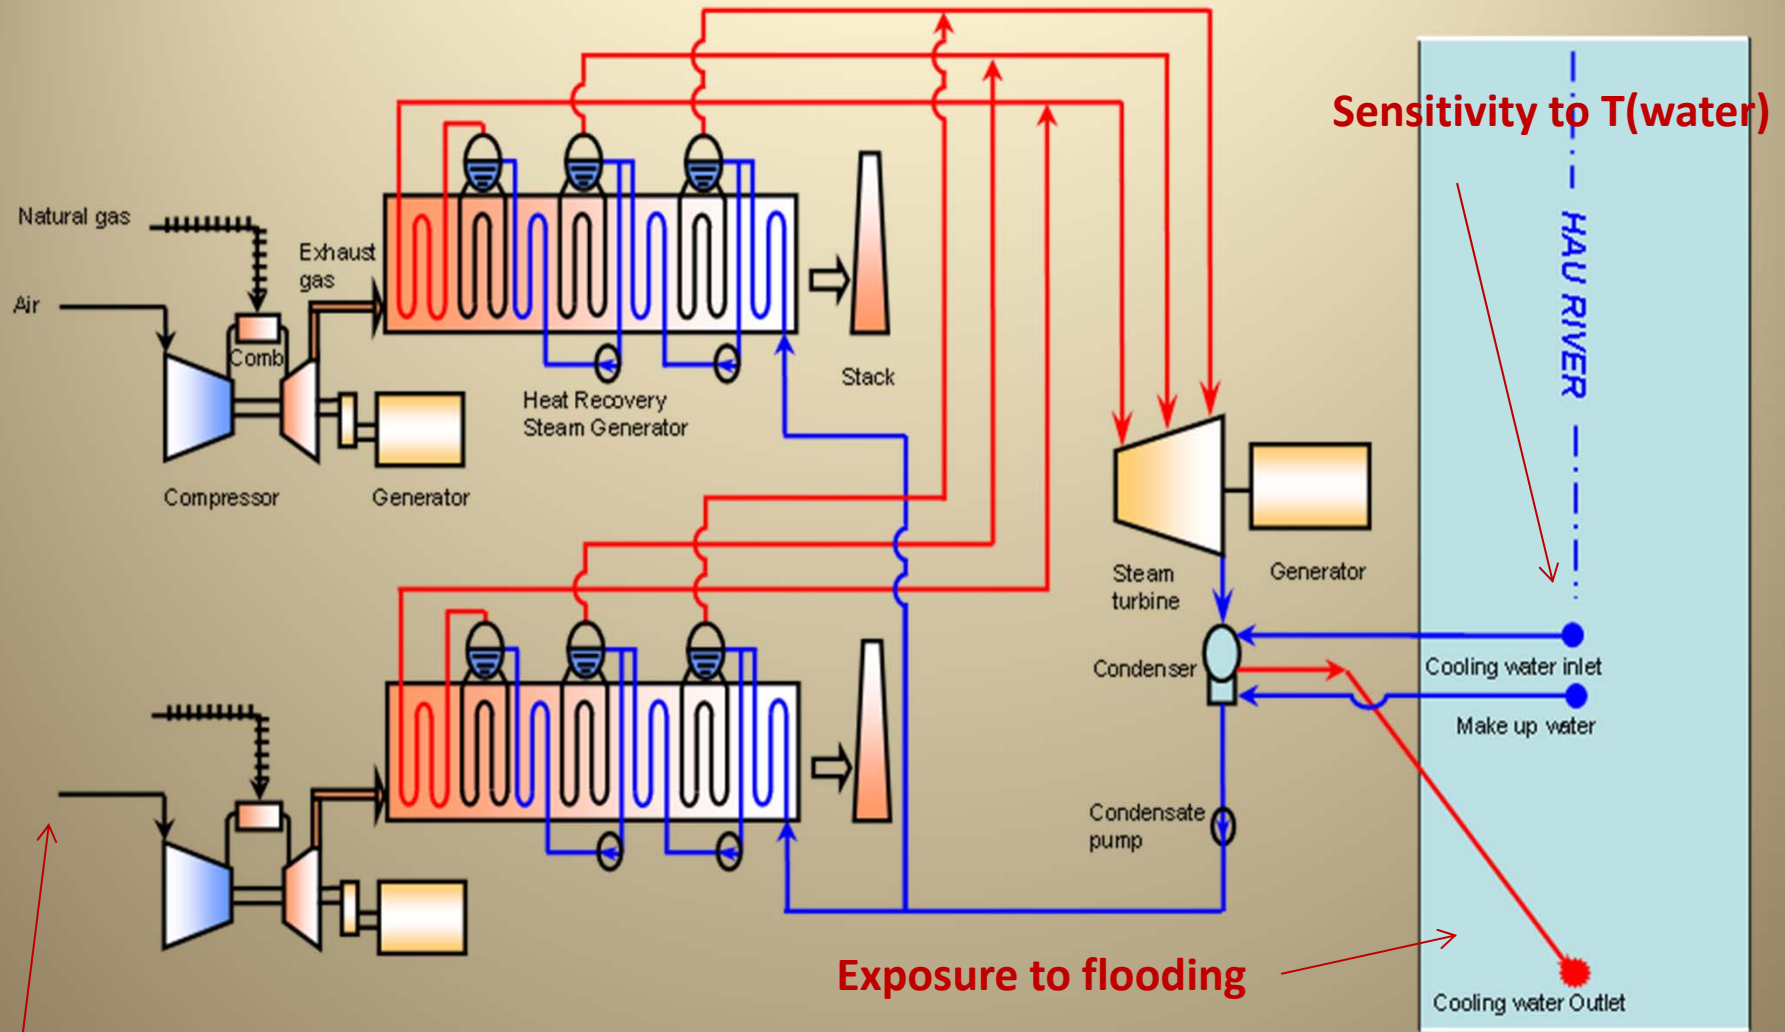 Sensitivity to T(water)
Natural gas
Exhaust
gas
Air
Comb
HAU RIVER
Stack
Heat Recovery
Steam Generator
Compressor
Generator
Steam
turbine
Generator
Condenser
Cooling water inlet
Make up water
Condensate
pump
Exposure to flooding
Cooling water Outlet